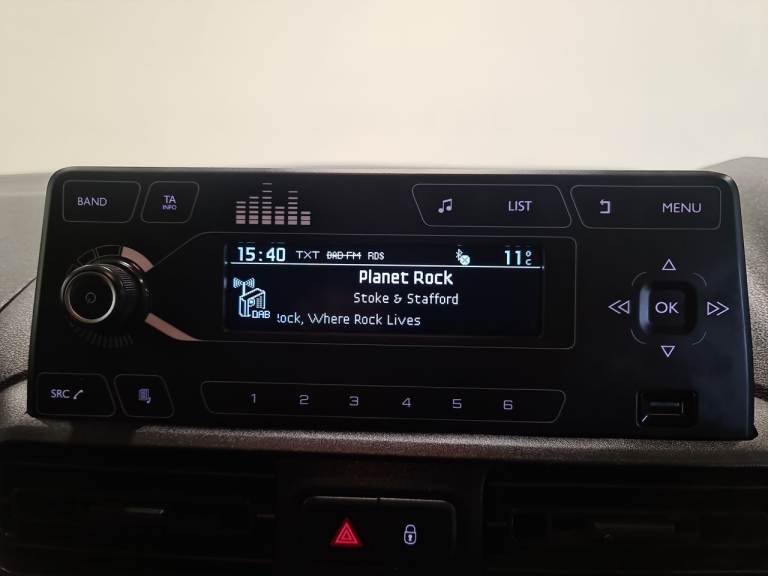 BAND
TA
INFO
LIST
MENU
15:40 TXT DAB-FM RDS 11°C
Planet Rock
Stoke & Stafford
DAB
ock, Where Rock Lives
OK
SRC
1 2 3 4 5 6